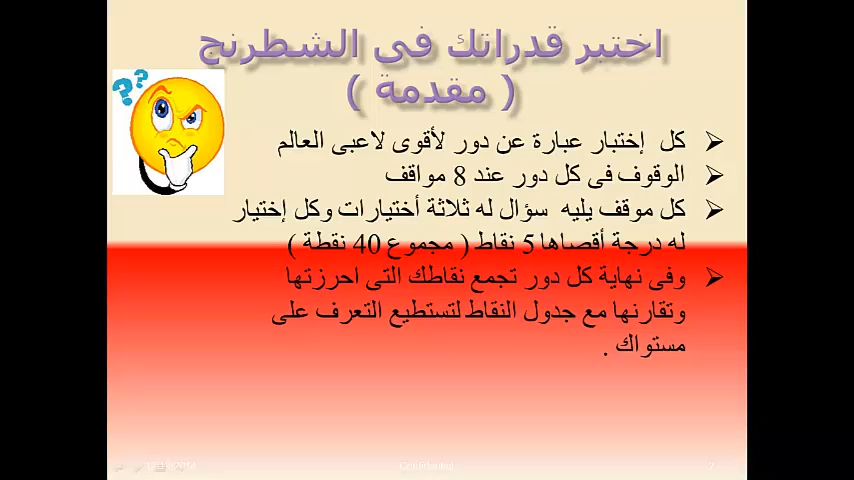 اختبر قدراتك فى الشطرنج
( مقدمة )
??
كل إختبار عبارة عن دور لأقوى لاعبى العالم
الوقوف فى كل دور عند 8 مواقف
كل موقف يليه سؤال له ثلاثة أختيارات وكل إختيار
له درجة أقصاها 5 نقاط ( مجموع 40 نقطة )
وفى نهاية كل دور تجمع نقاطك التى احرزتها
وتقارنها مع جدول النقاط لتستطيع التعرف على
مستواك .
Confidential
2